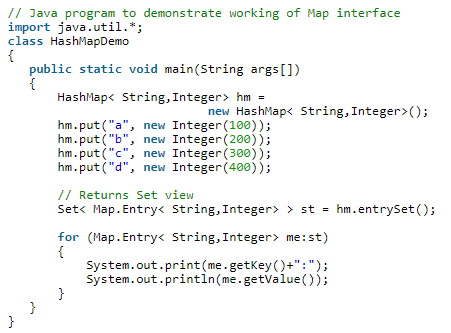 // Java program to demonstrate working of Map interface
import java.util.*;
class HashMapDemo
{
   public static void main(String args[])
   {
       HashMap< String,Integer> hm =
                        new HashMap< String,Integer>();
       hm.put("a", new Integer(100));
       hm.put("b", new Integer(200));
       hm.put("c", new Integer(300));
       hm.put("d", new Integer(400));
       // Returns Set view
       Set< Map.Entry< String,Integer> > st = hm.entrySet();
       for (Map.Entry< String,Integer> me:st)
       {
           System.out.print(me.getKey()+":");
           System.out.println(me.getValue());
       }
   }
}